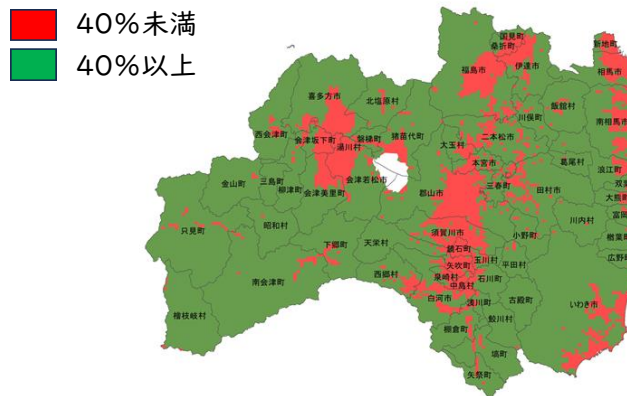 40%未満
40%以上
国見町
桑折町
新地町
福島市
伊達市
相馬市
喜多方市
北塩原村
飯舘村
川俣町
南相馬市
西会津町
会津坂下町
湯川村
磐梯町
猪苗代町
二本松市
大玉村
本宮市
葛尾村
浪江町
金山町
三島町
柳津町
会津美里町
会津若松市
郡山市
三春町
田村市
双葉
大熊
富岡
川内村
楢葉
広野
只見町
昭和村
下郷町
天栄村
須賀川市
鏡石町
小野町
矢吹町
玉川村
平田村
南会津町
西郷村
泉崎村
中島村
石川町
白河市
浅川町
古殿町
いわき市
檜枝岐村
棚倉町
鮫川村
塙町
矢祭町